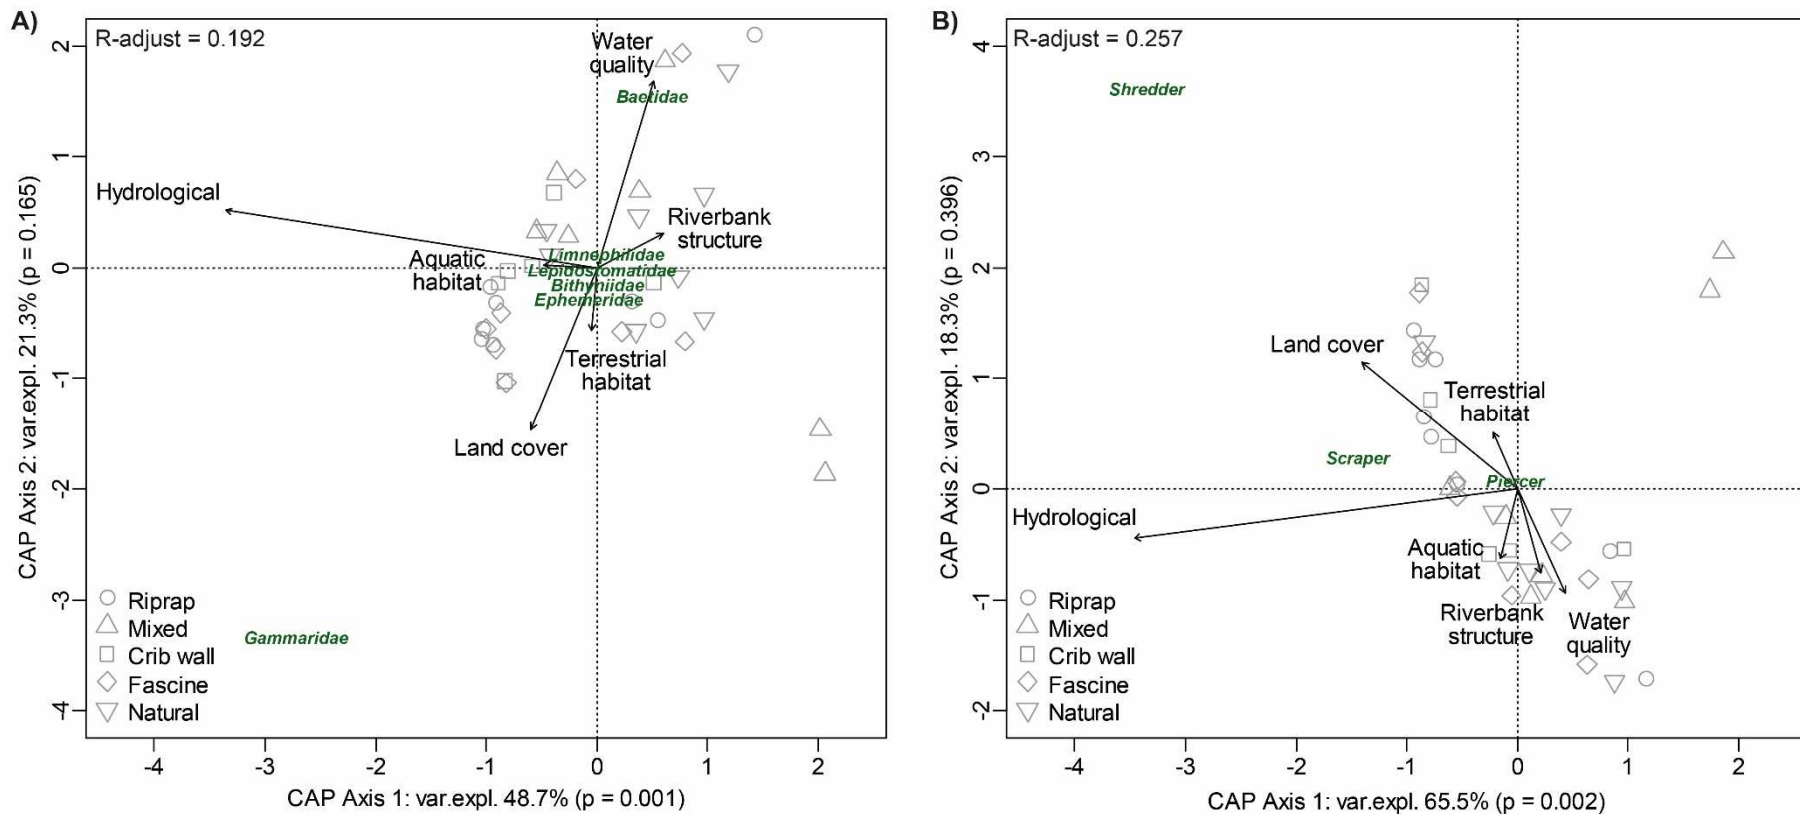 A)
R-adjust = 0.192
Water
quality
Baetidae
Hydrological
Riverbank
structure
Aquatic
habitat
Limnephilidae
Lepidostomatidae
Bithyniidae
Ephemeridae
Terrestrial
habitat
Land cover
Gammaridae
Riprap
Mixed
Crib wall
Fascine
Natural
2
1
0
-1
-2
-3
-4
CAP Axis 2: var.expl. 21.3% (p = 0.165)
-4 -3 -2 -1 0 1 2
CAP Axis 1: var.expl. 48.7% (p = 0.001)
B)
R-adjust = 0.257
Shredder
Land cover
Terrestrial
habitat
Scraper
Piercer
Hydrological
Aquatic
habitat
Riverbank
structure
Water
quality
Riprap
Mixed
Crib wall
Fascine
Natural
4
3
2
1
0
-1
-2
CAP Axis 2: var.expl. 18.3% (p = 0.396)
-4 -3 -2 -1 0 1 2
CAP Axis 1: var.expl. 65.5% (p = 0.002)